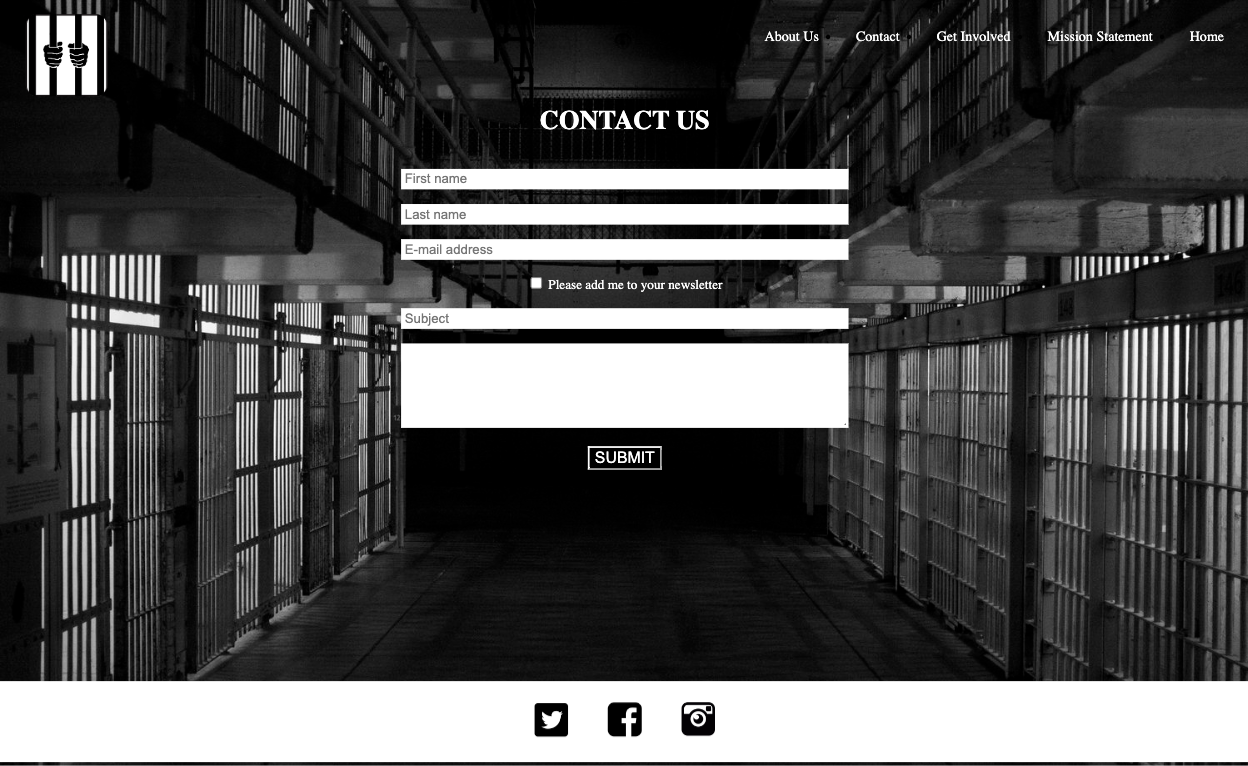 About Us Contact Get Involved Mission Statement Home
CONTACT US
First name
Last name
E-mail address
Please add me to your newsletter
Subject
SUBMIT
146